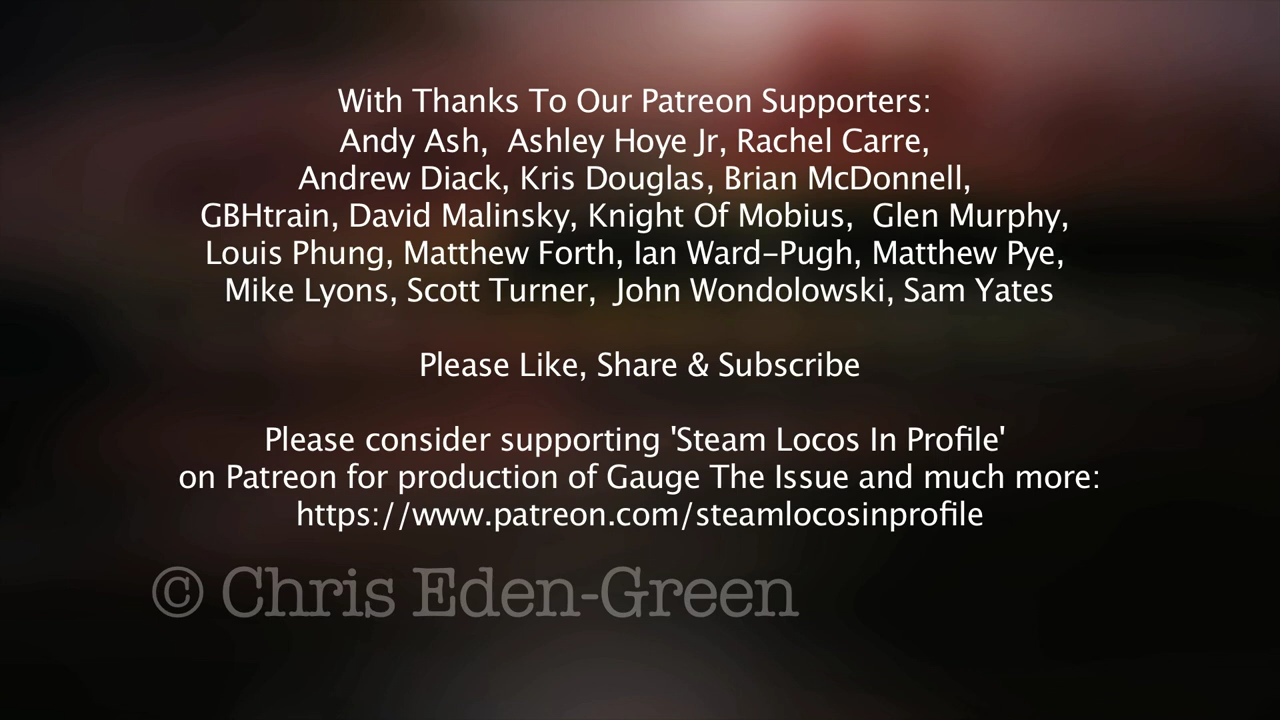 With Thanks To Our Patreon Supporters:
Andy Ash,  Ashley Hoye Jr, Rachel Carre,
Andrew Diack, Kris Douglas, Brian McDonnell,
GBHtrain, David Malinsky, Knight Of Mobius,  Glen Murphy,
Louis Phung, Matthew Forth, Ian Ward-Pugh, Matthew Pye,
Mike Lyons, Scott Turner,  John Wondolowski, Sam Yates
Please Like, Share & Subscribe
Please consider supporting 'Steam Locos In Profile'
on Patreon for production of Gauge The Issue and much more:
https://www.patreon.com/steamlocosinprofile
© Chris Eden-Green